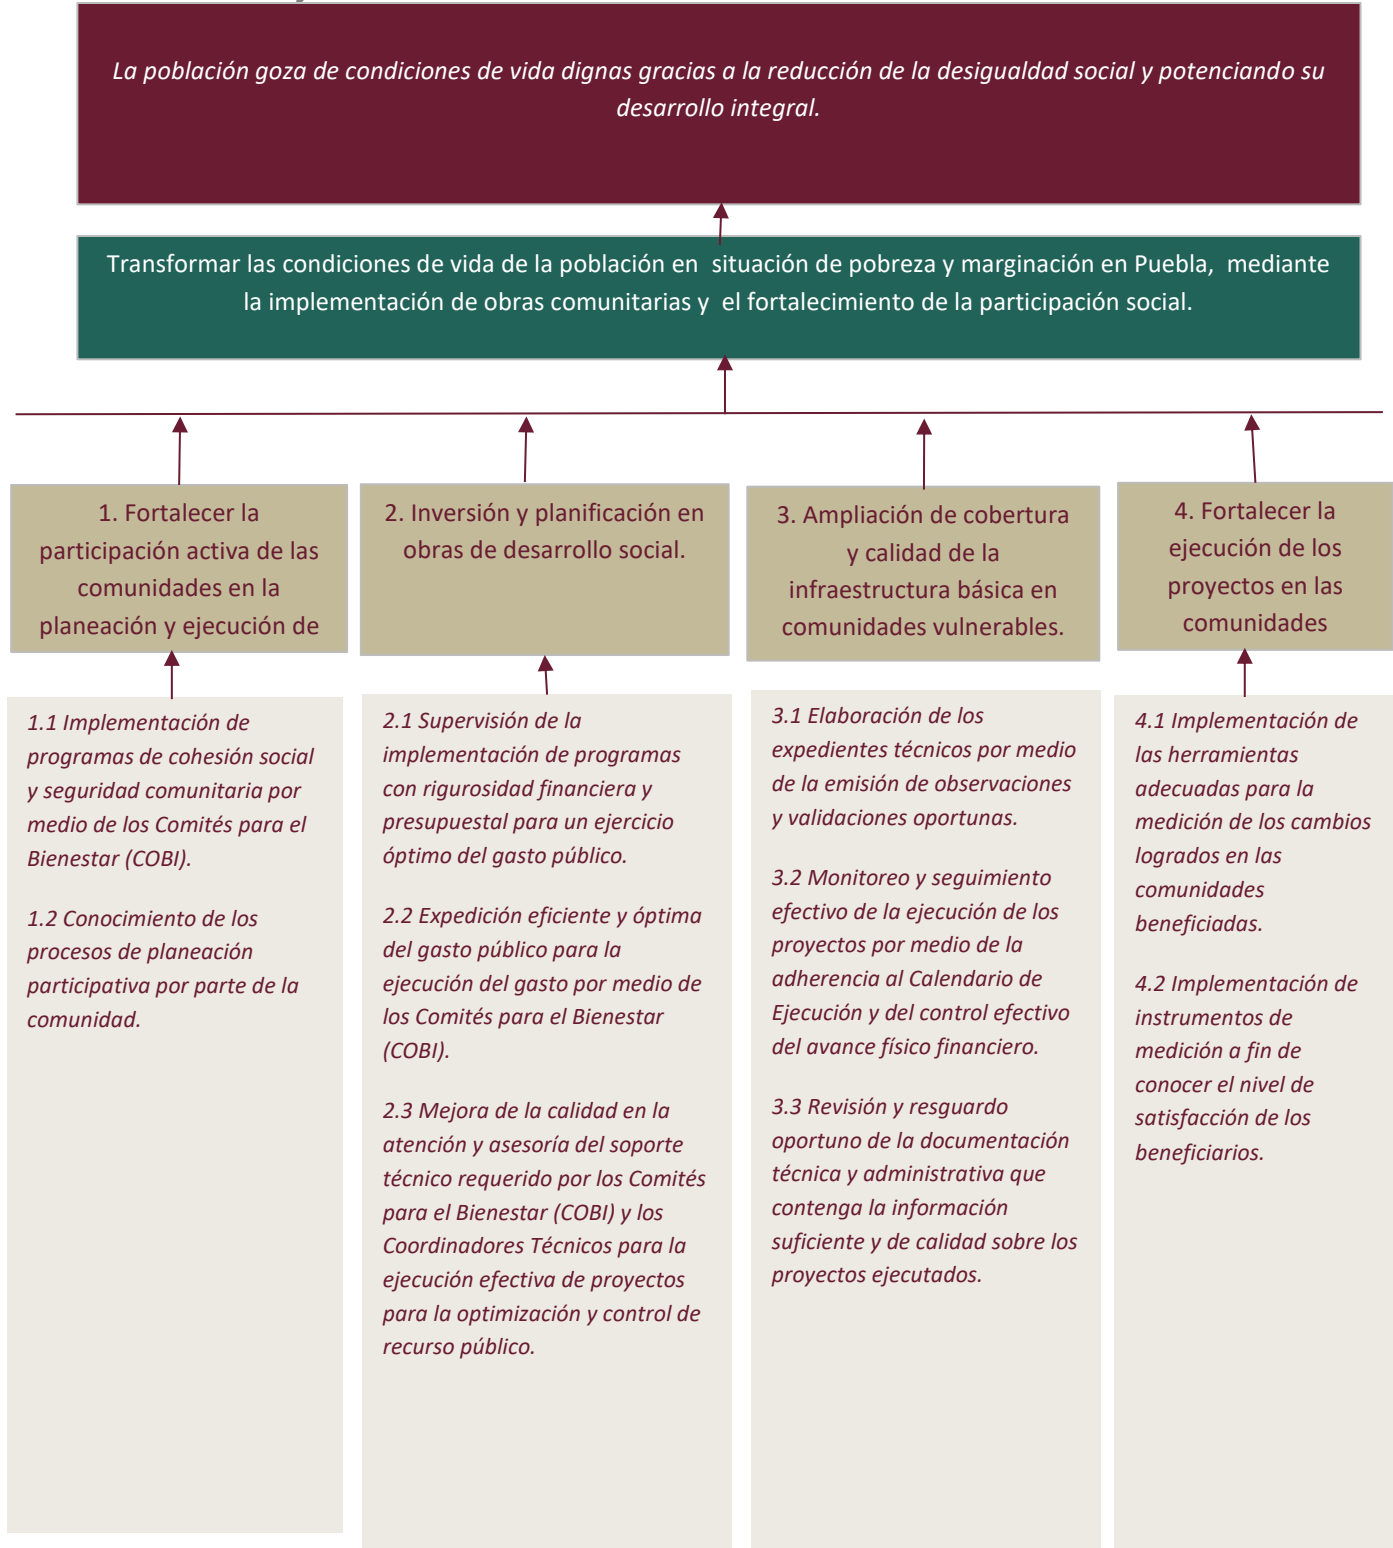 La población goza de condiciones de vida dignas gracias a la reducción de la desigualdad social y potenciando su
desarrollo integral.
Transformar las condiciones de vida de la población en situación de pobreza y marginación en Puebla, mediante
la implementación de obras comunitarias y el fortalecimiento de la participación social.
1. Fortalecer la
participación activa de las
comunidades en la
planeación y ejecución de
2. Inversión y planificación en
obras de desarrollo social.
3. Ampliación de cobertura
y calidad de la
infraestructura básica en
comunidades vulnerables.
4. Fortalecer la
ejecución de los
proyectos en las
comunidades
1.1 Implementación de
programas de cohesión social
y seguridad comunitaria por
medio de los Comités para el
Bienestar (COBI).
1.2 Conocimiento de los
procesos de planeación
participativa por parte de la
comunidad.
2.1 Supervisión de la
implementación de programas
con rigurosidad financiera y
presupuestal para un ejercicio
óptimo del gasto público.
2.2 Expedición eficiente y óptima
del gasto público para la
ejecución del gasto por medio de
los Comités para el Bienestar
(COBI).
2.3 Mejora de la calidad en la
atención y asesoría del soporte
técnico requerido por los Comités
para el Bienestar (COBI) y los
Coordinadores Técnicos para la
ejecución efectiva de proyectos
para la optimización y control de
recurso público.
3.1 Elaboración de los
expedientes técnicos por medio
de la emisión de observaciones
y validaciones oportunas.
3.2 Monitoreo y seguimiento
efectivo de la ejecución de los
proyectos por medio de la
adherencia al Calendario de
Ejecución y del control efectivo
del avance físico financiero.
3.3 Revisión y resguardo
oportuno de la documentación
técnica y administrativa que
contenga la información
suficiente y de calidad sobre los
proyectos ejecutados.
4.1 Implementación de
las herramientas
adecuadas para la
medición de los cambios
logrados en las
comunidades
beneficiadas.
4.2 Implementación de
instrumentos de
medición a fin de
conocer el nivel de
satisfacción de los
beneficiarios.